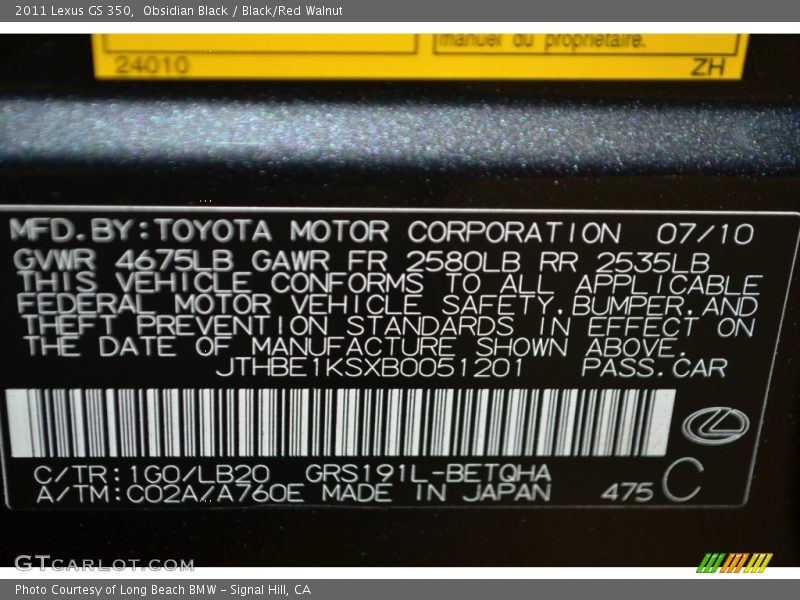 2011 Lexus GS 350, Obsidian Black / Black/Red Walnut
manuel du propriétaire.
24010 ZH
MFD.BY:TOYOTA MOTOR CORPORATION 07/10
GVWR 4675LB GAWR FR 2580LB RR 2535LB
THIS VEHICLE CONFORMS TO ALL APPLICABLE
FEDERAL MOTOR VEHICLE SAFETY,BUMPER,AND
THEFT PREVENTION STANDARDS IN EFFECT ON
THE DATE OF MANUFACTURE SHOWN ABOVE.
JTHBE1KSXB0051201 PASS.CAR
C/TR:1G0/LB20 GRS191L-BETQHA
A/TM:C02A/A760E MADE IN JAPAN 475 C
GTCARLOT.COM
Photo Courtesy of Long Beach BMW - Signal Hill, CA